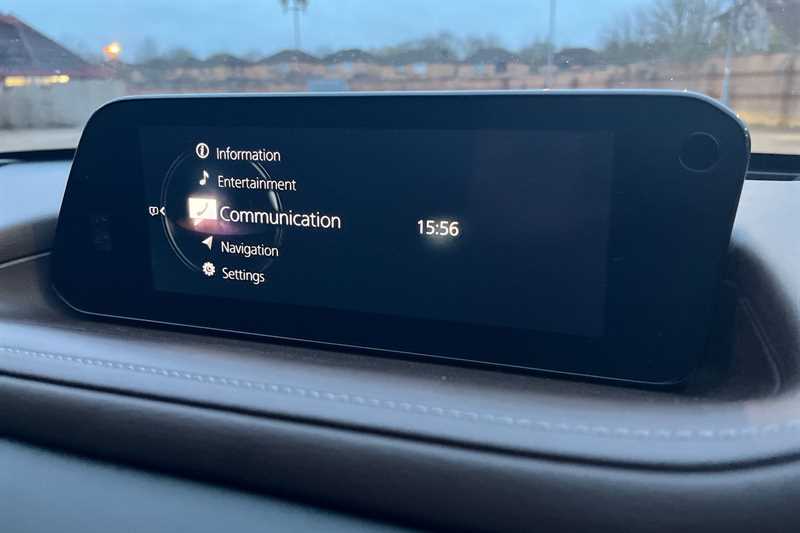 Information
Entertainment
Communication
15:56
Navigation
Settings